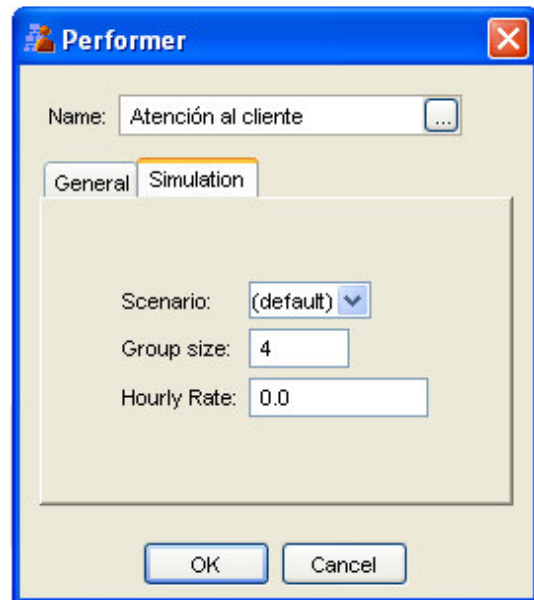 Performer
Name: Atención al cliente ...
General Simulation
Scenario: (default)
Group size: 4
Hourly Rate: 0.0
OK Cancel